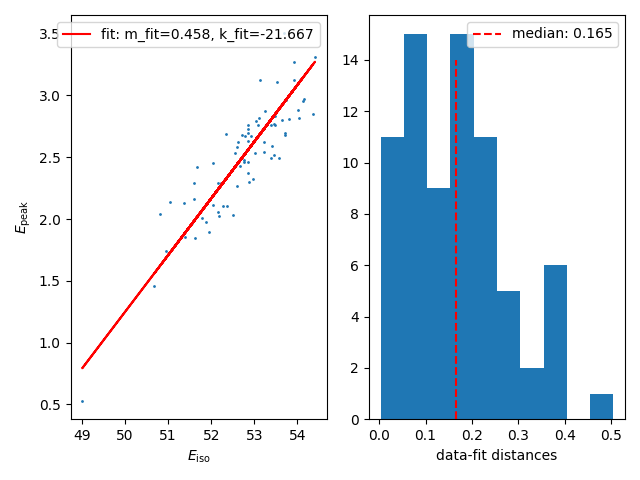 fit: m_fit=0.458, k_fit=-21.667
3.5
3.0
2.5
2.0
1.5
1.0
0.5
E_peak
49 50 51 52 53 54
E_iso
median: 0.165
14
12
10
8
6
4
2
0
0.0 0.1 0.2 0.3 0.4 0.5
data-fit distances